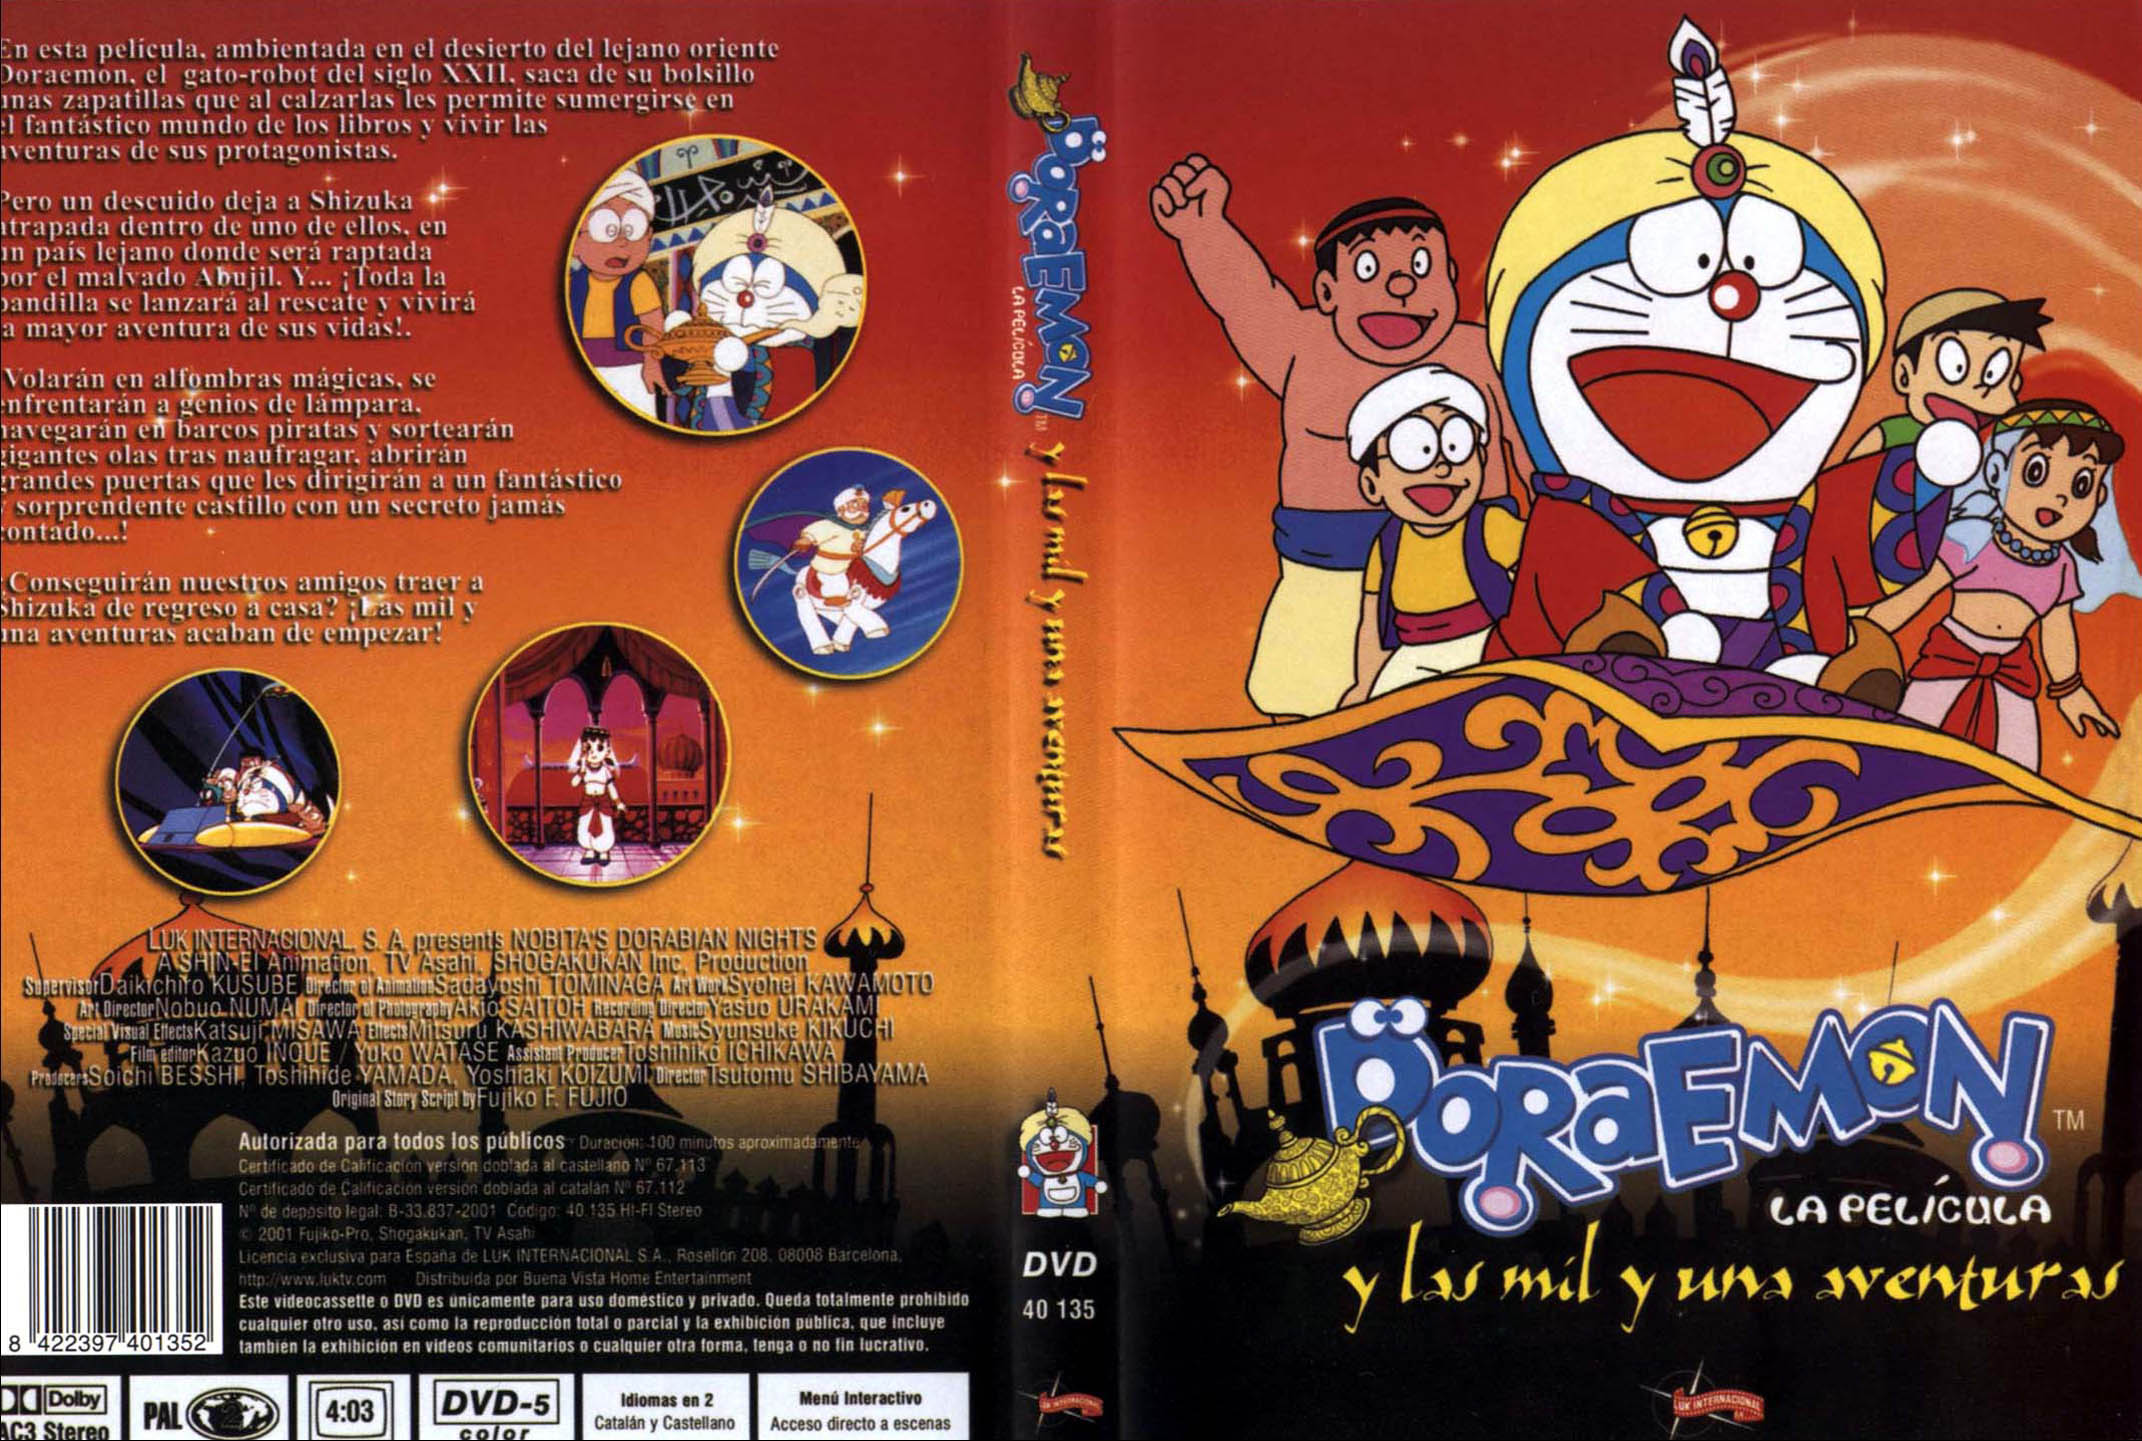 En esta película, ambientada en el desierto del lejano oriente
Doraemon, el gato-robot del siglo XXII, saca de su bolsillo
unas zapatillas que al calzarlas les permite sumergirse en
el fantástico mundo de los libros y vivir las
aventuras de sus protagonistas.
Pero un descuido deja a Shizuka
atrapada dentro de uno de ellos, en
un país lejano donde será raptada
por el malvado Abujil. Y... ¡Toda la
pandilla se lanzará al rescate y vivirá
la mayor aventura de sus vidas!.
Volarán en alfombras mágicas, se
enfrentarán a genios de lámpara,
navegarán en barcos piratas y sortearán
gigantes olas tras naufragar, abrirán
grandes puertas que les dirigirán a un fantástico
y sorprendente castillo con un secreto jamás
contado...!
¿Conseguirán nuestros amigos traer a
Shizuka de regreso a casa? ¡Las mil y
una aventuras acaban de empezar!
LUK INTERNACIONAL, S. A. presents NOBITA'S DORABIAN NIGHTS
A SHIN-EI Animation, TV Asahi, SHOGAKUKAN Inc. Production
Supervisor Daikichiro KUSUBE Director of Animation Sadayoshi TOMINAGA Art Work Syohei KAWAMOTO
Art Director Nobuo NUMAI Director of Photography Akio SAITOH Recording Director Yasuo URAKAMI
Special Visual Effects Katsuji MISAWA Effects Mitsuru KASHIWABARA Music Syunsuke KIKUCHI
Film editor Kazuo INOUE / Yuko WATASE Assistant Producer Toshihiko ICHIKAWA
Producers Soichi BESSHI, Toshihide YAMADA, Yoshiaki KOIZUMI Director Tsutomu SHIBAYAMA
Original Story Script by Fujiko F. FUJIO
Autorizada para todos los públicos Duración: 100 minutos aproximadamente
Certificado de Calificación versión doblada al castellano Nº 67.113
Certificado de Calificación versión doblada al catalán Nº 67.112
Nº de depósito legal: B-33.837-2001 Código: 40.135 HI-FI Stereo
© 2001 Fujiko-Pro, Shogakukan, TV Asahi
Licencia exclusiva para España de LUK INTERNACIONAL S.A., Rosellón 208, 08008 Barcelona,
http://www.luktv.com Distribuida por Buena Vista Home Entertainment
Este videocassette o DVD es únicamente para uso doméstico y privado. Queda totalmente prohibido
cualquier otro uso, así como la reproducción total o parcial y la exhibición pública, que incluye
también la exhibición en videos comunitarios o cualquier otra forma, tenga o no fin lucrativo.
8 422397 401352
Dolby
AC3 Stereo
PAL
2
4:03
DVD-5
color
Idiomas en 2
Catalán y Castellano
Menú Interactivo
Acceso directo a escenas
DORAEMON
LA PELÍCULA
TM
y las mil y una aventuras
DVD
40 135
LUK INTERNACIONAL
DORAEMON
TM
LA PELÍCULA
y las mil y una aventuras
LUK INTERNACIONAL
S.A.